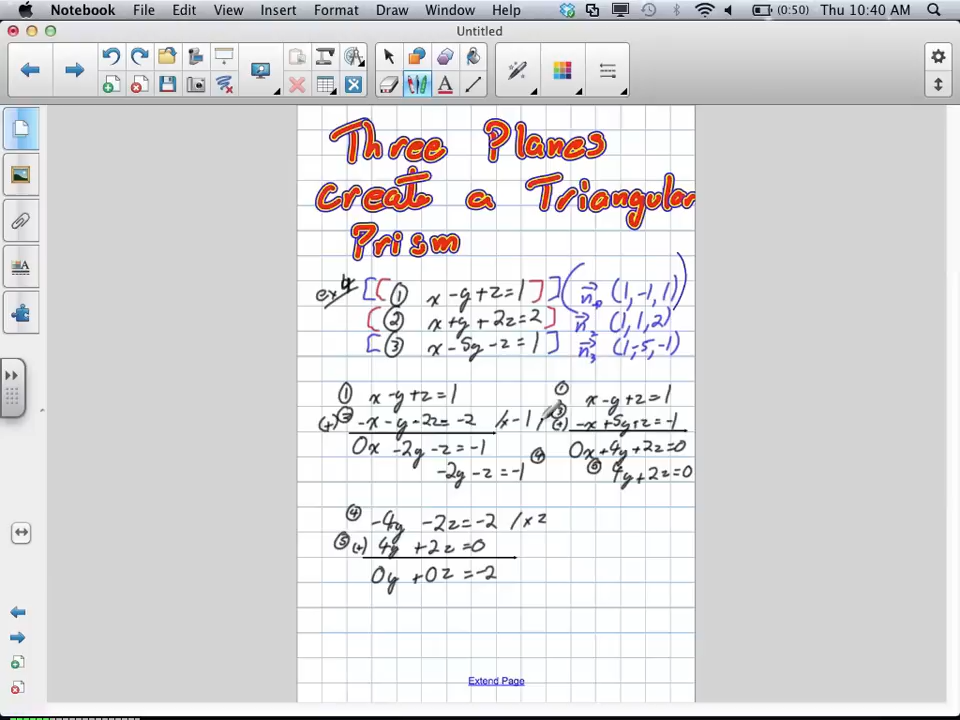 Notebook File Edit View Insert Format Draw Window Help (0:50) Thu 10:40 AM
Untitled
Three Planes
Create a Triangular
Prism
ex 4 [[ ① x - y + z = 1 ]] ( n₁ (1, -1, 1) )
[ ② x + y + 2z = 2 ] n₂ (1, 1, 2)
[ ③ x - 5y - z = 1 ] n₃ (1, -5, -1)
① x - y + z = 1
(+) ② -x - y - 2z = -2 /x-1
0x - 2y - z = -1
-2y - z = -1 ④
① x - y + z = 1
③ (+) -x + 5y + z = -1
0x + 4y + 2z = 0
⑤ 4y + 2z = 0
④ -4y - 2z = -2 /x2
⑤ (+) 4y + 2z = 0
0y + 0z = -2
Extend Page